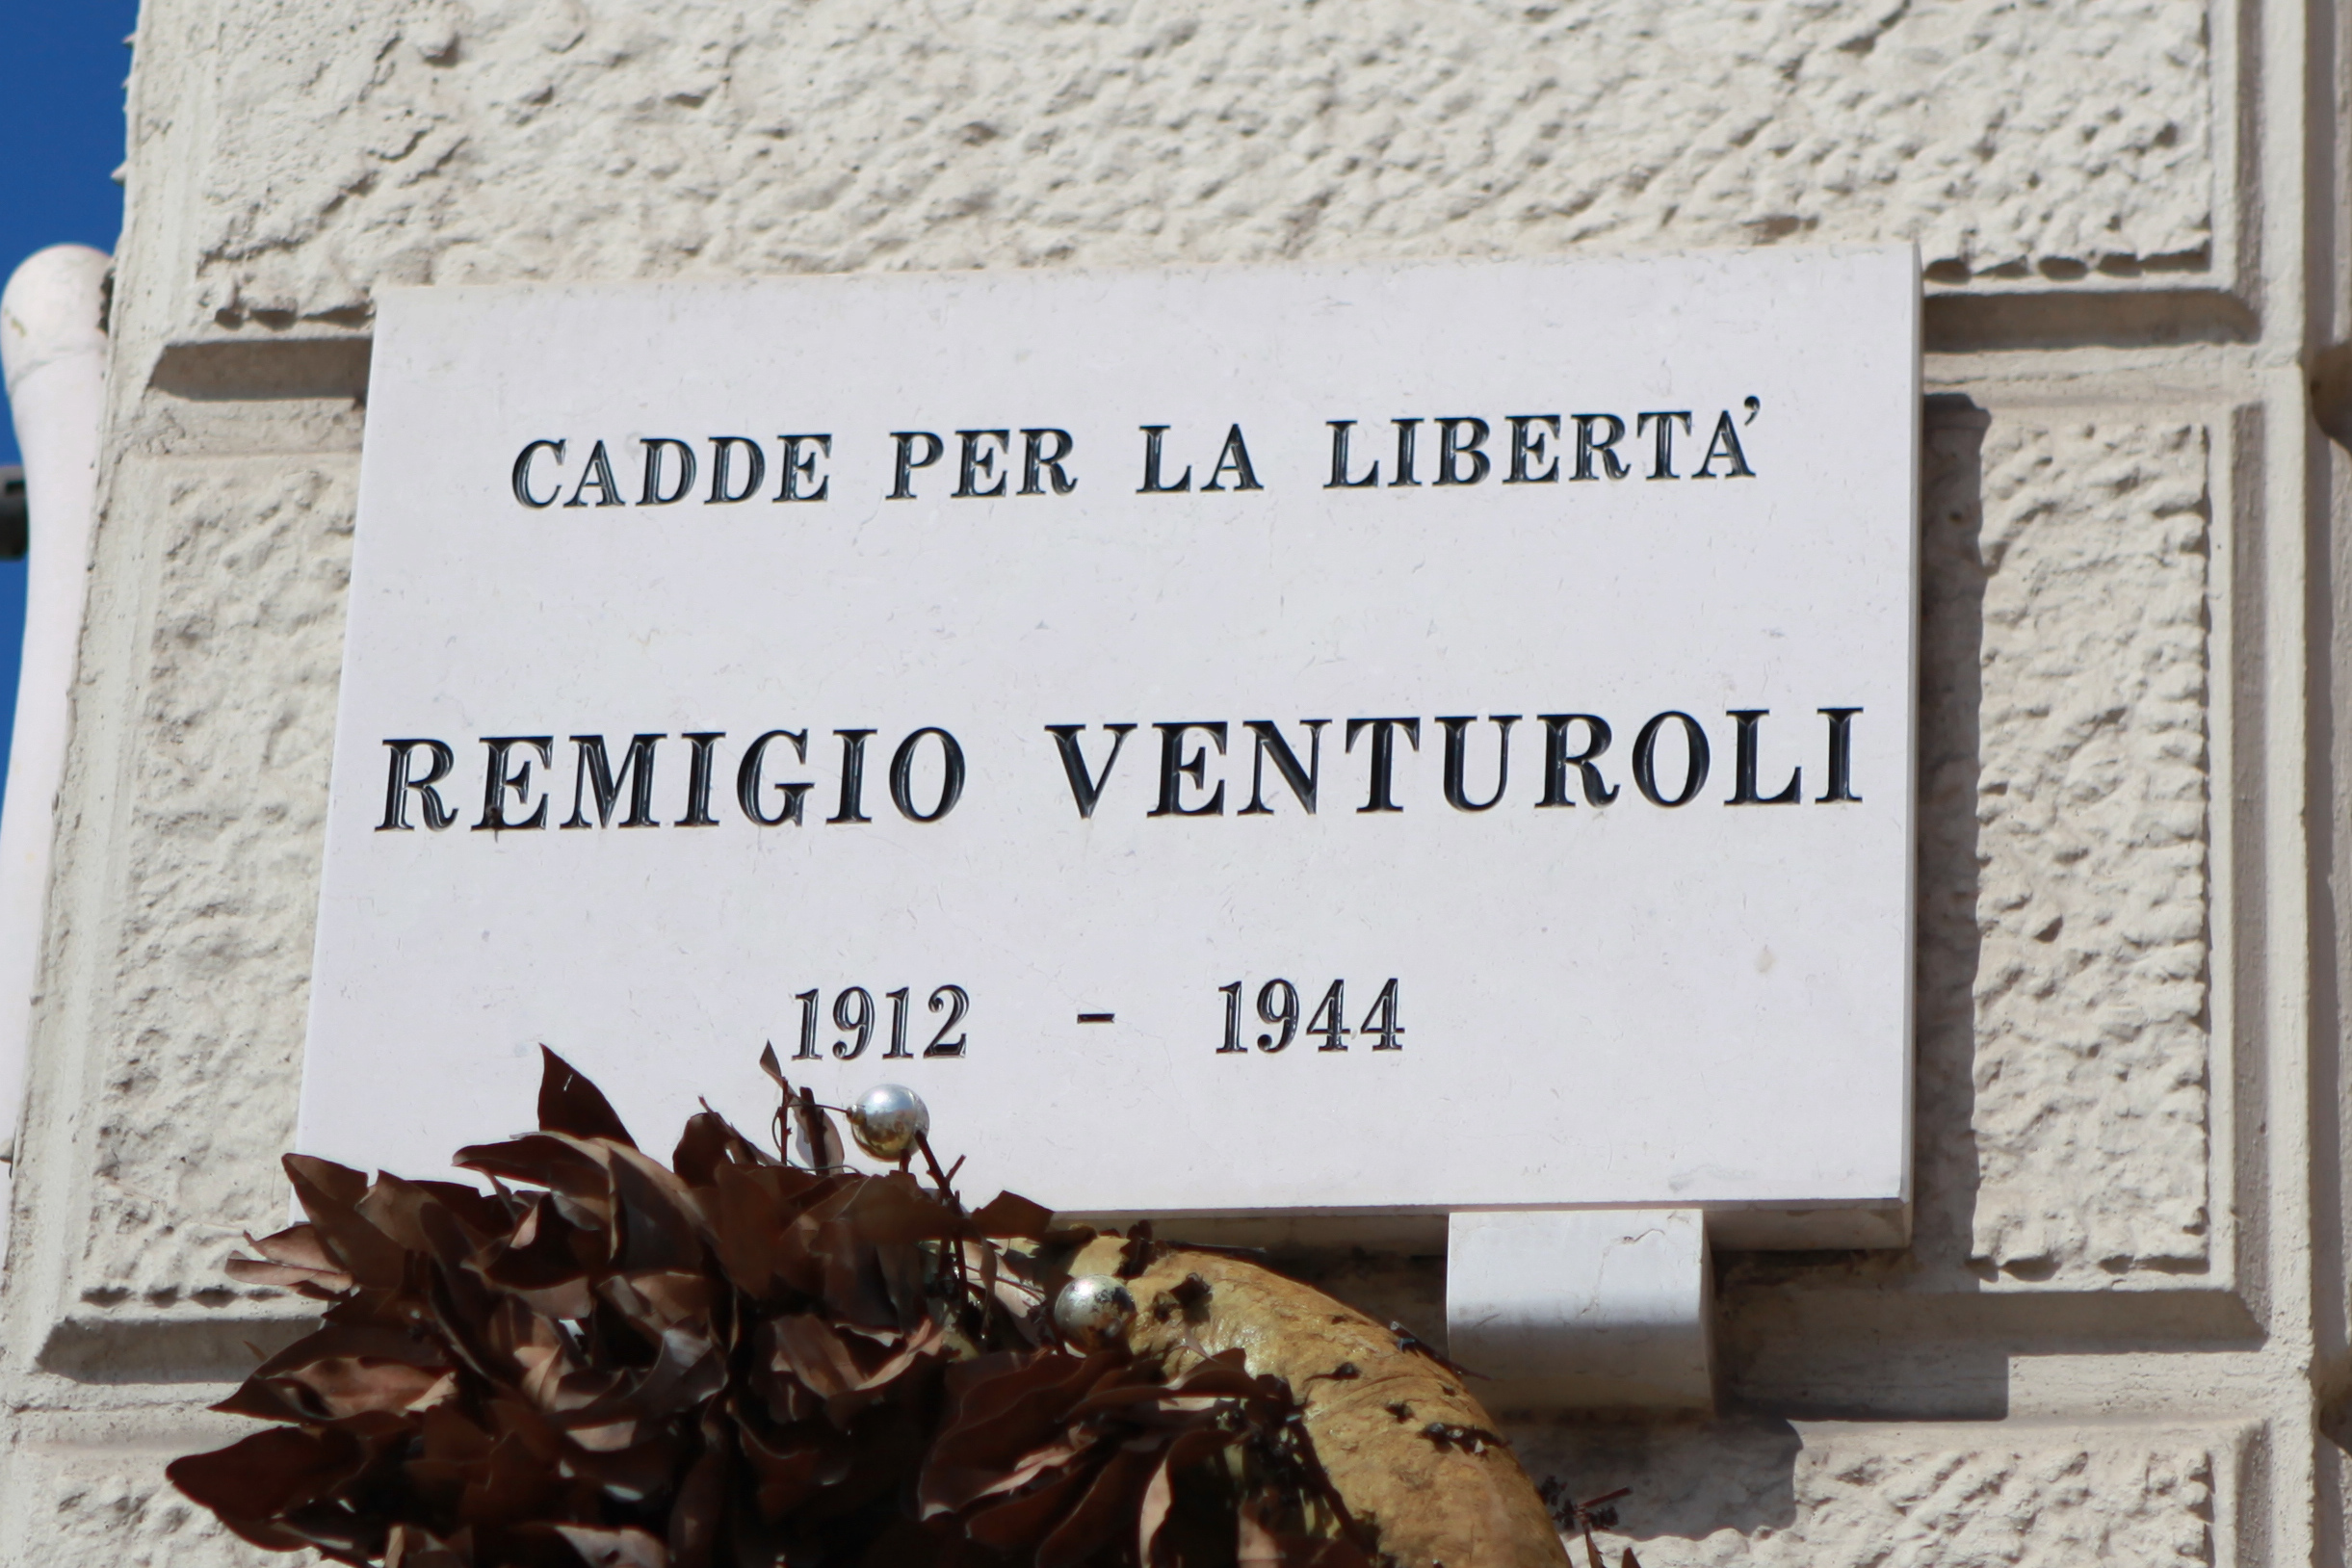 CADDE PER LA LIBERTA'
REMIGIO VENTUROLI
1912 - 1944